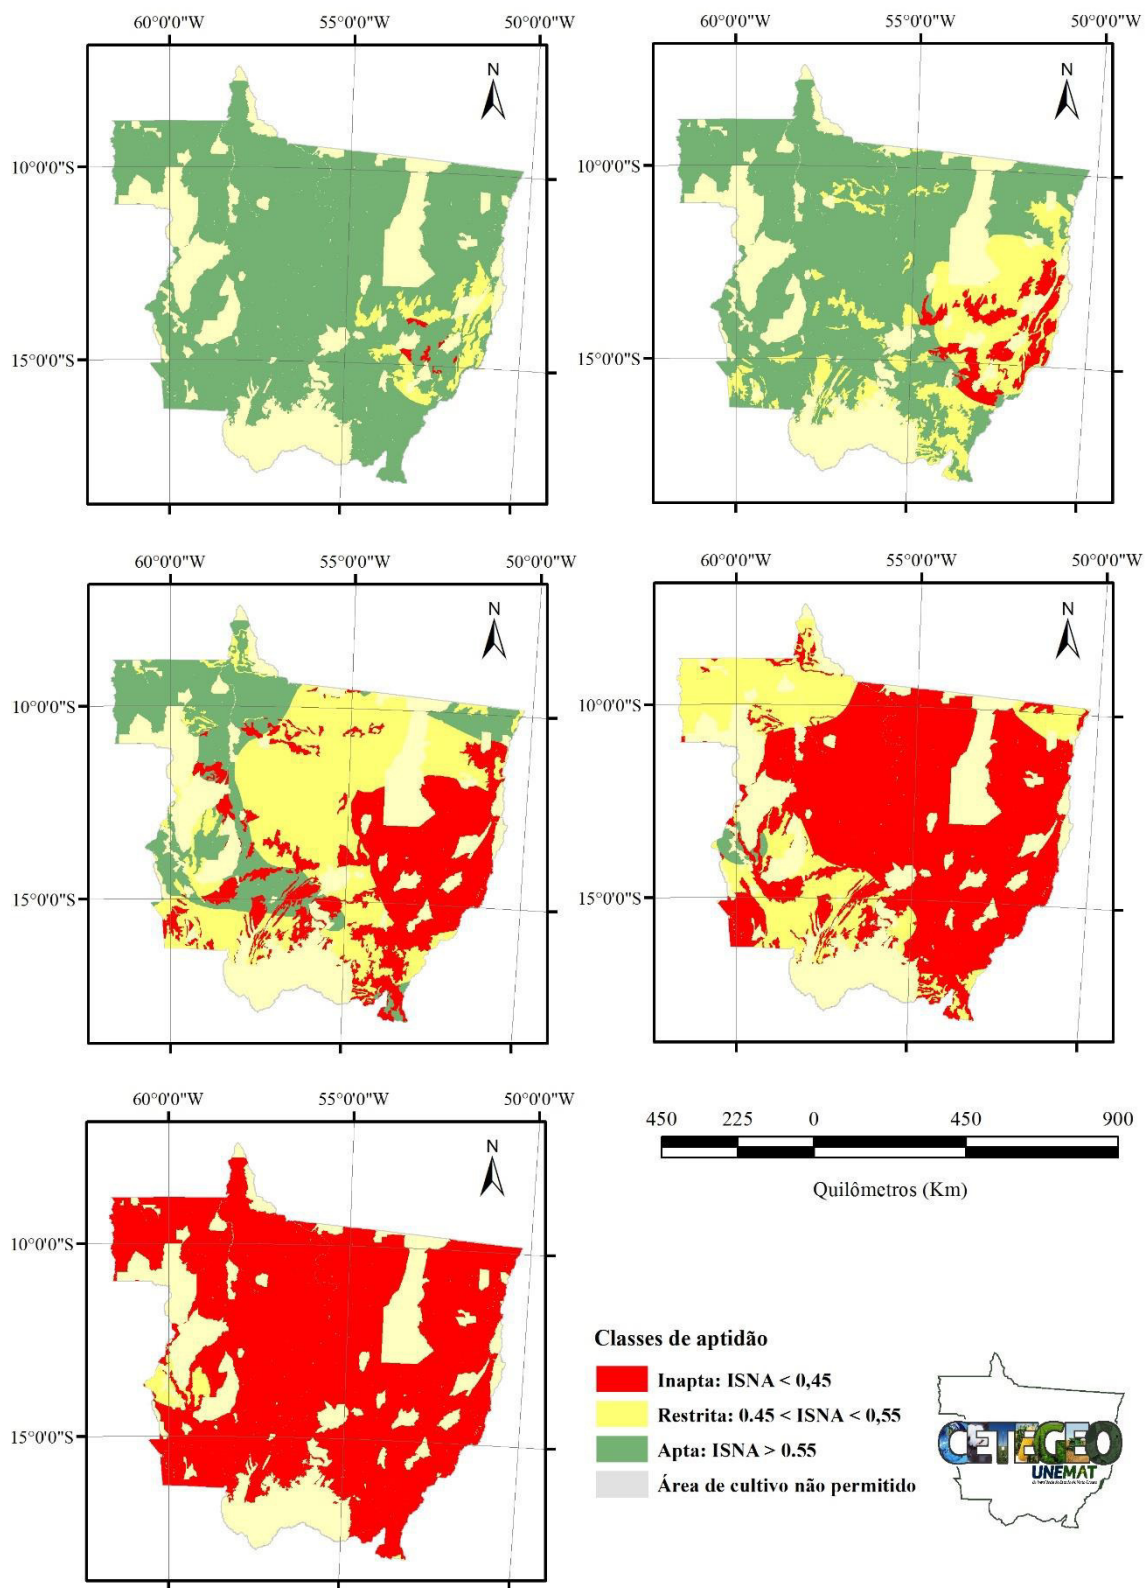 60°0'0"W 55°0'0"W 50°0'0"W
60°0'0"W 55°0'0"W 50°0'0"W
N
N
10°0'0"S
10°0'0"S
15°0'0"S
15°0'0"S
60°0'0"W 55°0'0"W 50°0'0"W
60°0'0"W 55°0'0"W 50°0'0"W
N
N
10°0'0"S
10°0'0"S
15°0'0"S
15°0'0"S
60°0'0"W 55°0'0"W 50°0'0"W
N
10°0'0"S
15°0'0"S
450 225 0 450 900
Quilômetros (Km)
Classes de aptidão
Inapta: ISNA < 0,45
Restrita: 0.45 < ISNA < 0,55
Apta: ISNA > 0.55
Área de cultivo não permitido
CETEGEO
UNEMAT